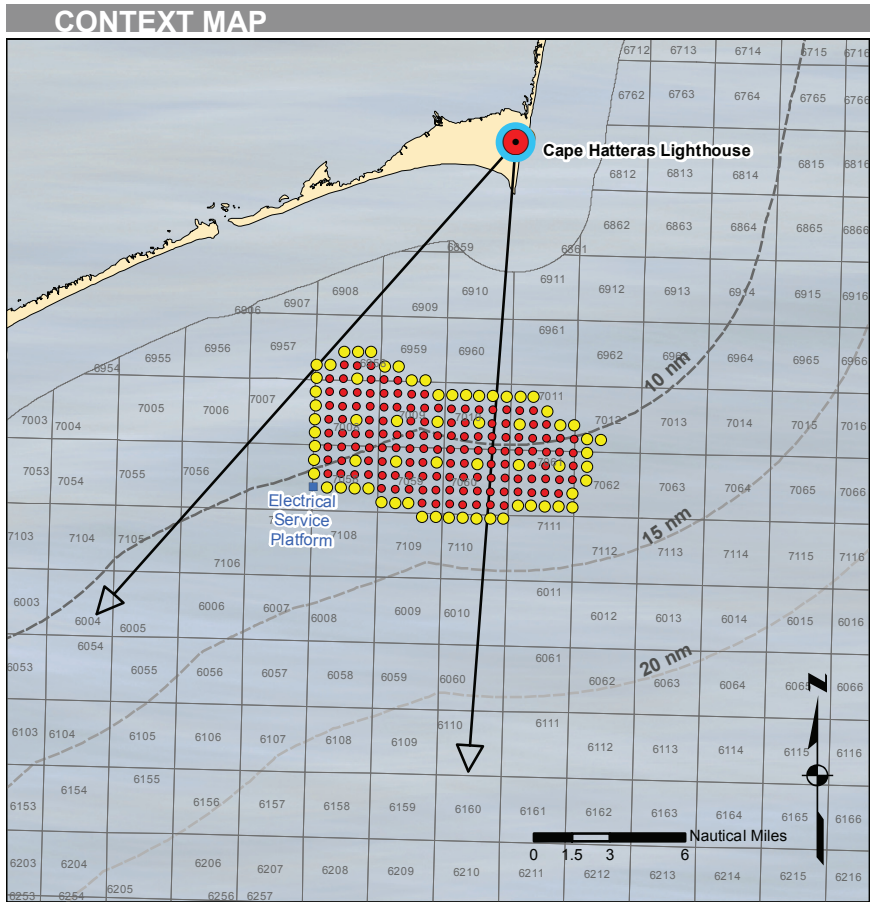 CONTEXT MAP
6712 6713 6714 6715 6716
6762 6763 6764 6765 6766
Cape Hatteras Lighthouse
6812 6813 6814 6815 6816
6862 6863 6864 6865 6866
6859 6861
6908 6909 6910 6911 6912 6913 6914 6915 6916
6906 6907
6954 6955 6956 6957 6959 6960 6961 6962 6964 6965 6966
10 nm
7003 7004 7005 7006 7007 7009 7011 7012 7013 7014 7015 7016
7053 7054 7055 7056 7059 7060 7061 7062 7063 7064 7065 7066
Electrical
Service
Platform
15 nm
7103 7104 7105 7106 7108 7109 7110 7111 7112 7113 7114 7115 7116
6003 6004 6005 6006 6007 6008 6009 6010 6011 6012 6013 6014 6015 6016
20 nm
6053 6054 6055 6056 6057 6058 6059 6060 6061 6062 6063 6064 6065 6066
N
6103 6104 6105 6106 6107 6108 6109 6110 6111 6112 6113 6114 6115 6116
6153 6154 6155 6156 6157 6158 6159 6160 6161 6162 6163 6164 6165 6166
Nautical Miles
0 1.5 3 6
6203 6204 6205 6206 6207 6208 6209 6210 6211 6212 6213 6214 6215 6216
6253 6254 6256 6257